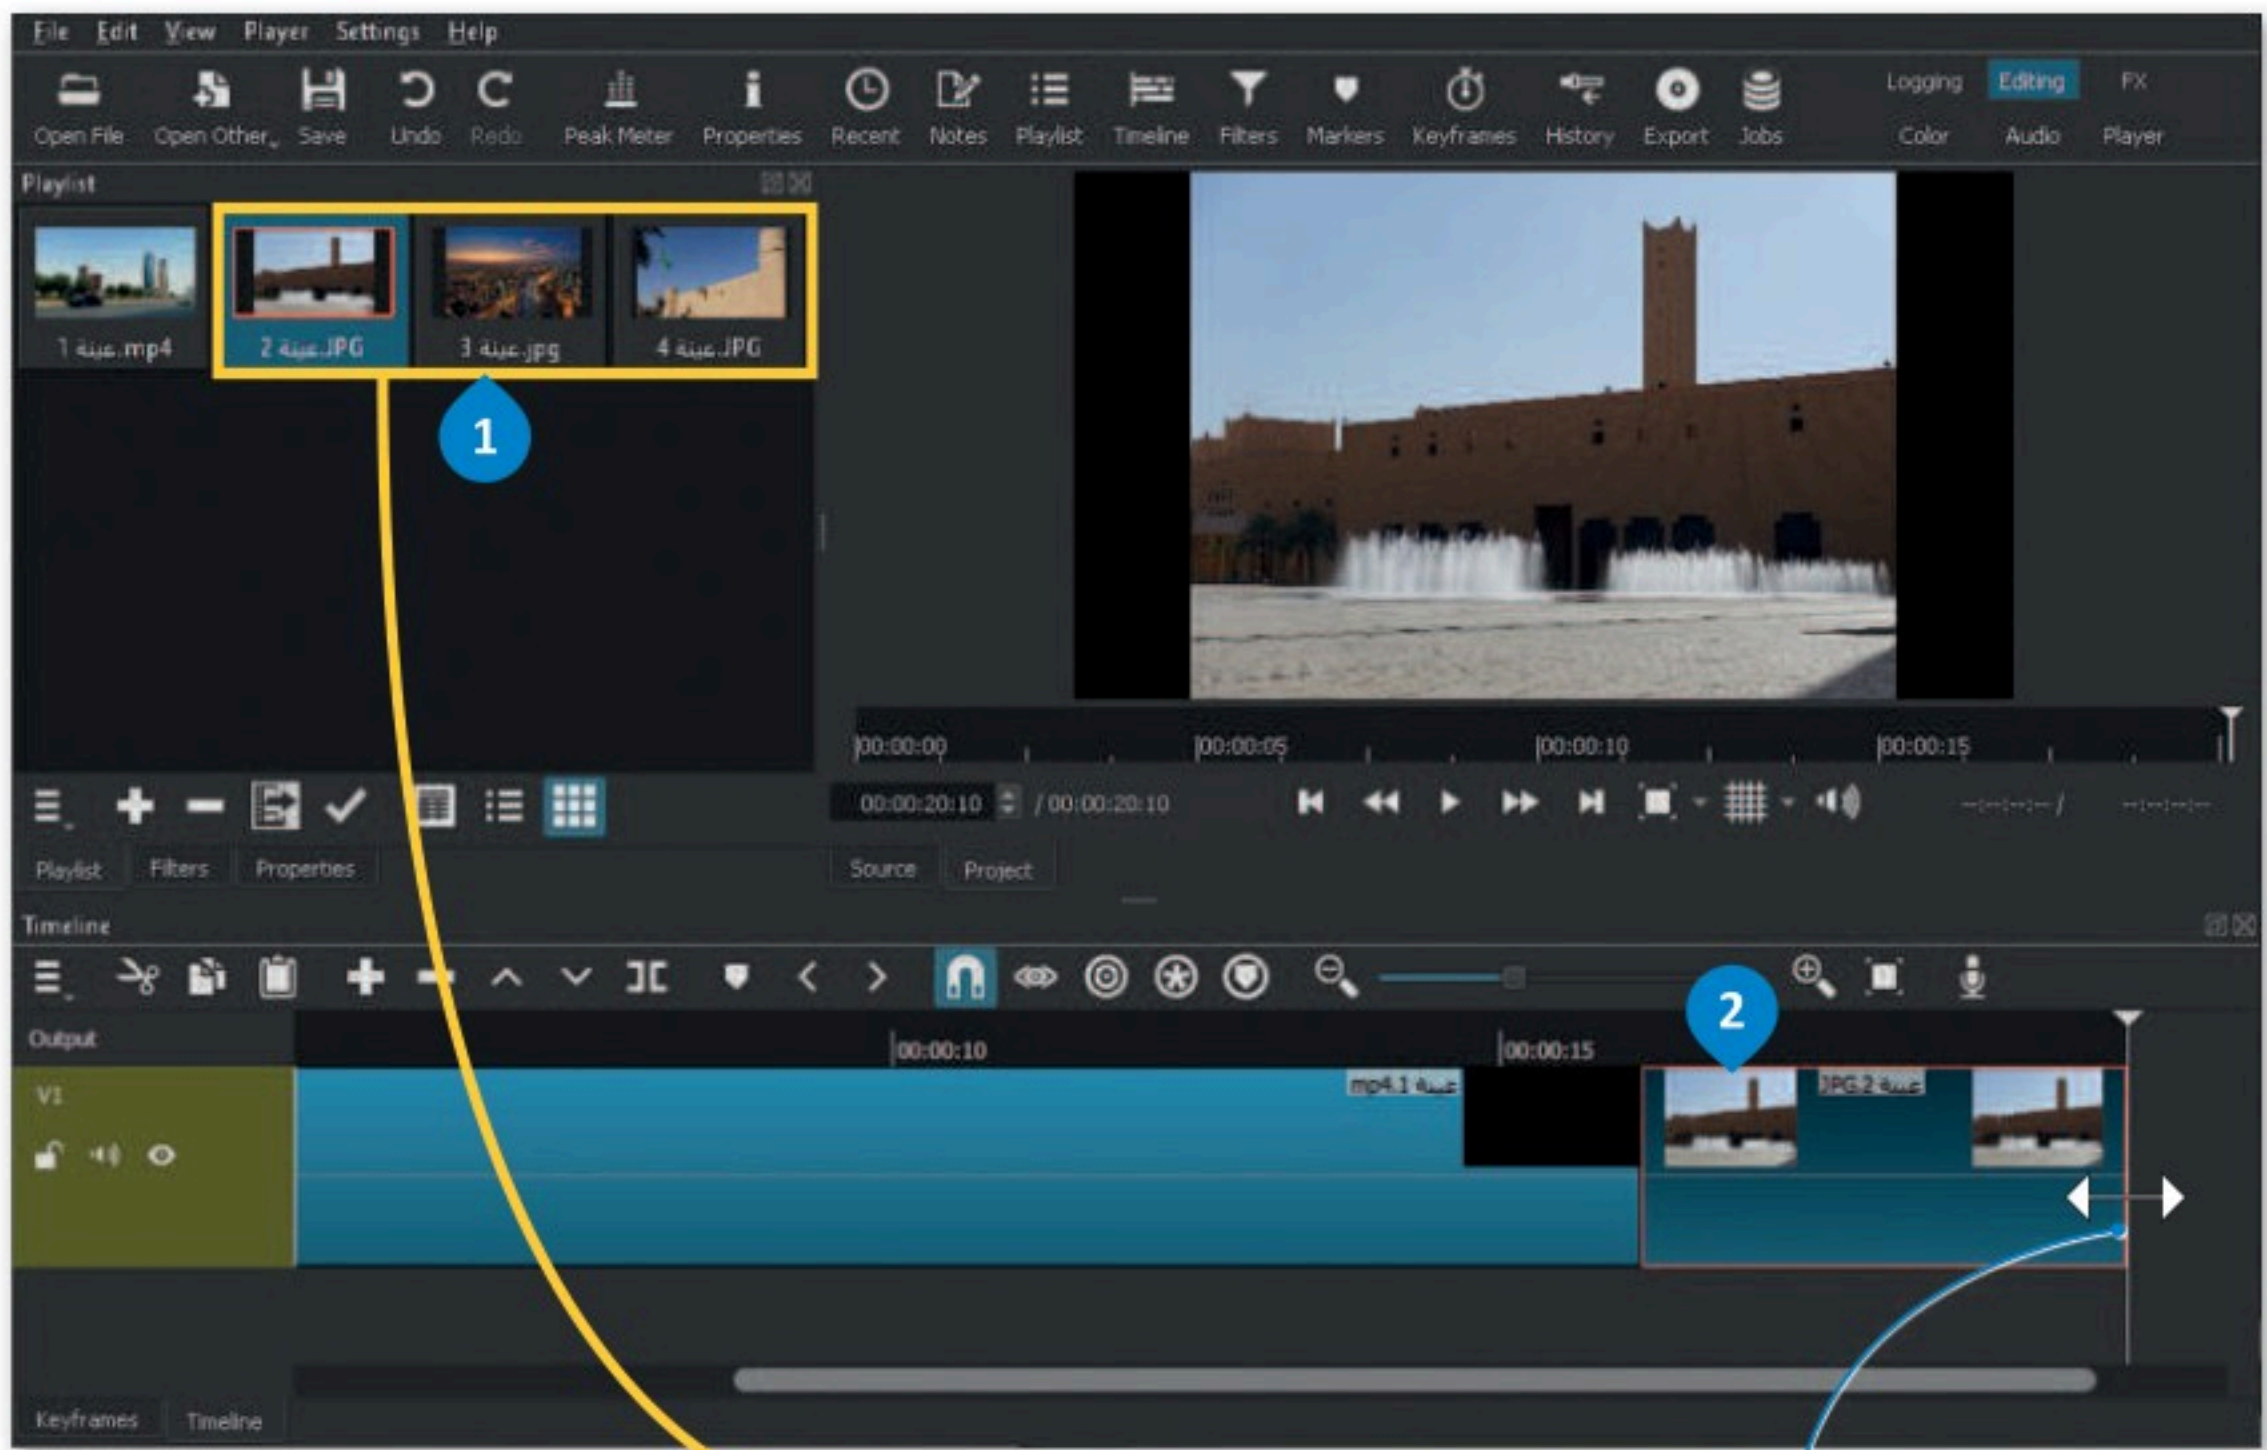 File Edit View Player Settings Help
Open File Open Other... Save Undo Redo Peak Meter Properties Recent Notes Playlist Timeline Filters Markers Keyframes History Export Jobs
Logging Editing FX
Color Audio Player
Playlist
عينة 1.mp4
عينة 2.JPG
عينة 3.jpg
عينة 4.JPG
1
00:00:00 00:00:05 00:00:10 00:00:15
00:00:20:10 / 00:00:20:10 --:--:--:-- / --:--:--:--
Playlist Filters Properties
Source Project
Timeline
2
Output
00:00:10 00:00:15
V1
عينة 1.mp4
عينة 2.JPG
Keyframes Timeline